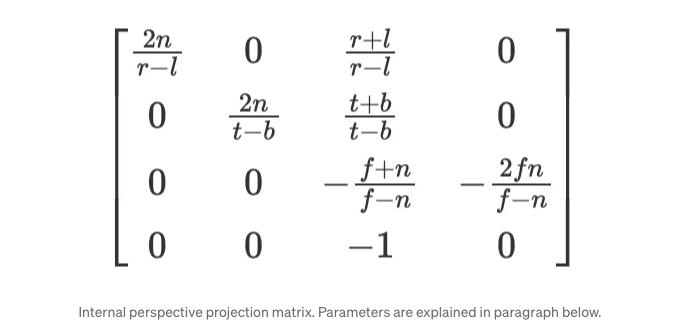 2n/r−l 0 r+l/r−l 0
0 2n/t−b t+b/t−b 0
0 0 −f+n/f−n −2fn/f−n
0 0 −1 0
Internal perspective projection matrix. Parameters are explained in paragraph below.